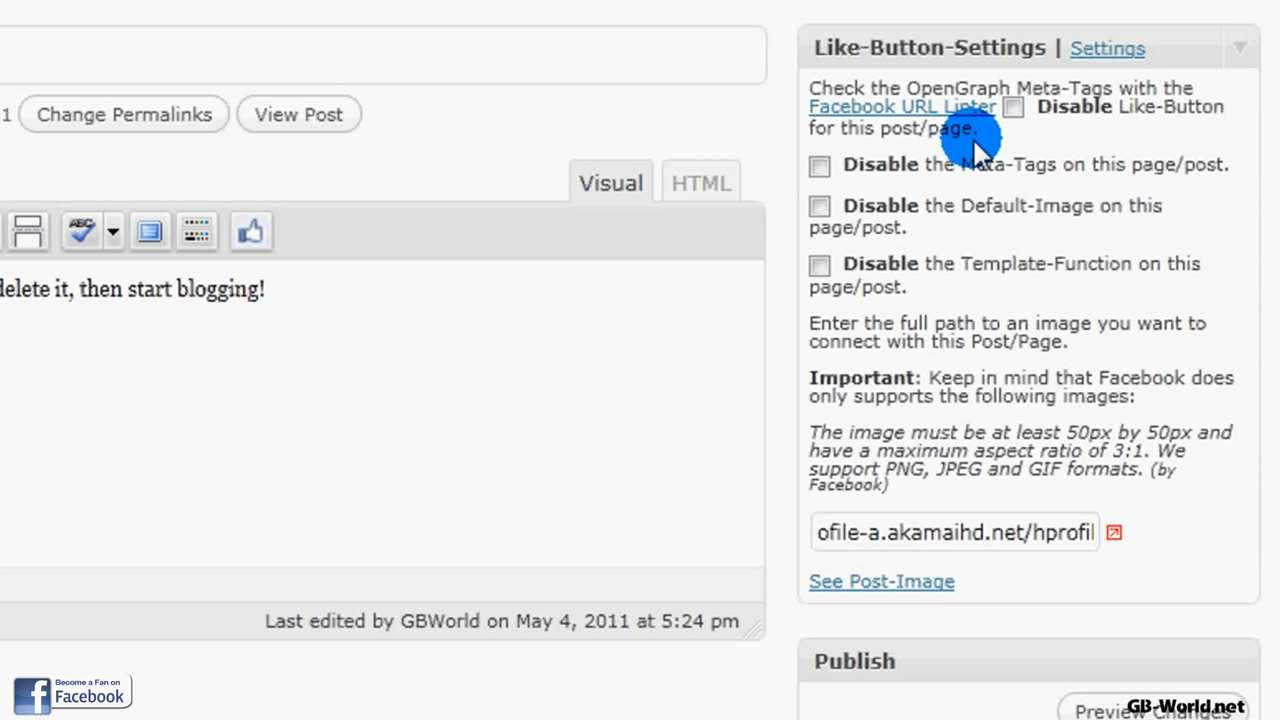 Like-Button-Settings | Settings
Check the OpenGraph Meta-Tags with the
Facebook URL Linter Disable Like-Button
for this post/page.
Disable the Meta-Tags on this page/post.
Disable the Default-Image on this
page/post.
Disable the Template-Function on this
page/post.
Enter the full path to an image you want to
connect with this Post/Page.
Important: Keep in mind that Facebook does
only supports the following images:
The image must be at least 50px by 50px and
have a maximum aspect ratio of 3:1. We
support PNG, JPEG and GIF formats. (by
Facebook)
ofile-a.akamaihd.net/hprofil
See Post-Image
Publish
Preview Changes
1 Change Permalinks View Post
Visual HTML
ABC
delete it, then start blogging!
Last edited by GBWorld on May 4, 2011 at 5:24 pm
Become a Fan on
Facebook
GB-World.net